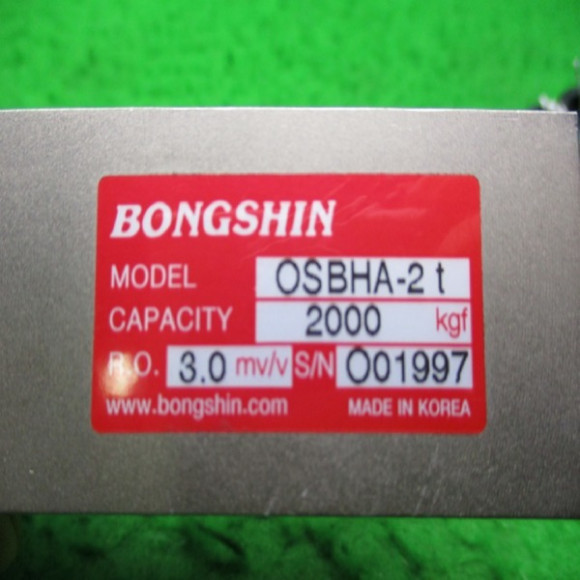 BONGSHIN
MODEL OSBHA-2 t
CAPACITY 2000 kgf
R.O. 3.0 mv/v S/N O01997
www.bongshin.com MADE IN KOREA